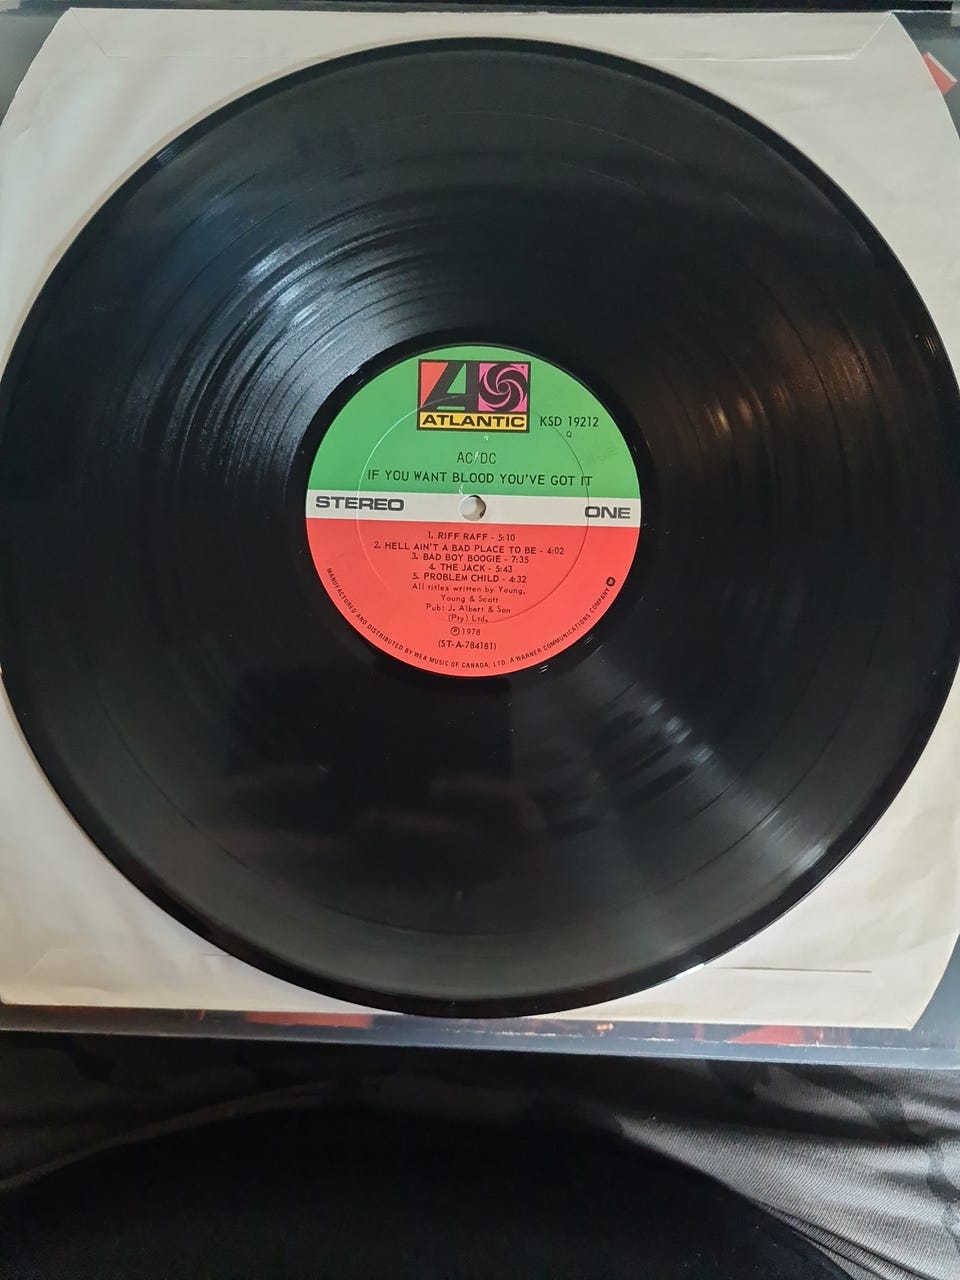 ATLANTIC
KSD 19212
Q
AC/DC
IF YOU WANT BLOOD YOU'VE GOT IT
STEREO
ONE
1. RIFF RAFF - 5:10
2. HELL AIN'T A BAD PLACE TO BE - 4:02
3. BAD BOY BOOGIE - 7:35
4. THE JACK - 5:43
5. PROBLEM CHILD - 4:32
All titles written by Young,
Young & Scott
Pub: J. Albert & Son
(Pty) Ltd.
℗ 1978
(ST-A-784181)
MANUFACTURED AND DISTRIBUTED BY WEA MUSIC OF CANADA, LTD. A WARNER COMMUNICATIONS COMPANY